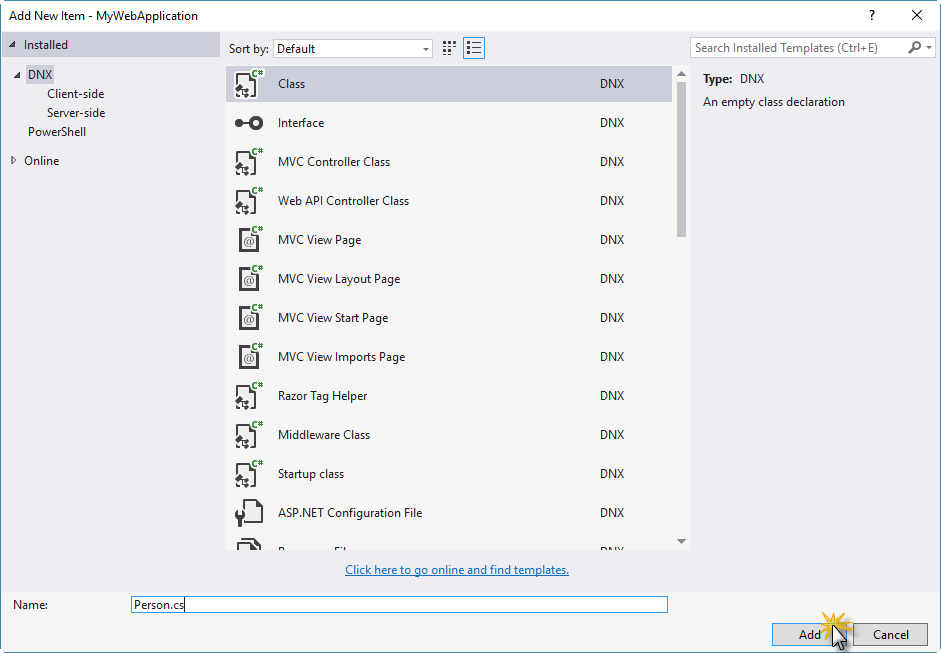 Add New Item - MyWebApplication
?
Installed
DNX
Client-side
Server-side
PowerShell
Online
Sort by: Default
Search Installed Templates (Ctrl+E)
C# Class DNX
Interface DNX
C# MVC Controller Class DNX
C# Web API Controller Class DNX
C# @ MVC View Page DNX
C# @ MVC View Layout Page DNX
C# @ MVC View Start Page DNX
C# @ MVC View Imports Page DNX
C# Razor Tag Helper DNX
C# Middleware Class DNX
C# Startup class DNX
ASP.NET Configuration File DNX
DNX
Type: DNX
An empty class declaration
Click here to go online and find templates.
Name: Person.cs
Add
Cancel